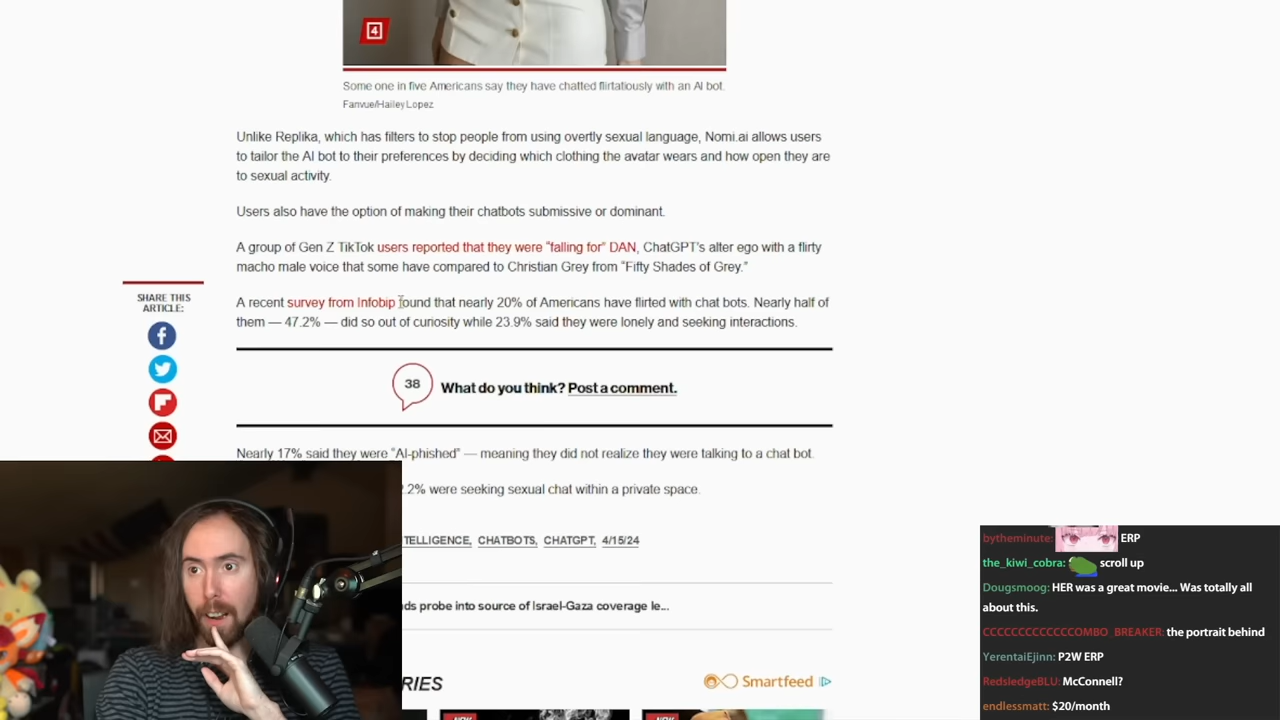 4
Some one in five Americans say they have chatted flirtatiously with an AI bot.
Fanvue/Hailey Lopez
Unlike Replika, which has filters to stop people from using overtly sexual language, Nomi.ai allows users
to tailor the AI bot to their preferences by deciding which clothing the avatar wears and how open they are
to sexual activity.
Users also have the option of making their chatbots submissive or dominant.
A group of Gen Z TikTok users reported that they were “falling for” DAN, ChatGPT’s alter ego with a flirty
macho male voice that some have compared to Christian Grey from “Fifty Shades of Grey.”
A recent survey from Infobip found that nearly 20% of Americans have flirted with chat bots. Nearly half of
them — 47.2% — did so out of curiosity while 23.9% said they were lonely and seeking interactions.
SHARE THIS
ARTICLE:
38
What do you think? Post a comment.
Nearly 17% said they were “AI-phished” — meaning they did not realize they were talking to a chat bot.
2.2% were seeking sexual chat within a private space.
TELLIGENCE, CHATBOTS, CHATGPT, 4/15/24
ds probe into source of Israel-Gaza coverage le...
RIES
Smartfeed
NEW
NEW
bytheminute: ERP
the_kiwi_cobra: scroll up
Dougsmoog: HER was a great movie... Was totally all
about this.
CCCCCCCCCCCCCOMBO_BREAKER: the portrait behind
YerentaiEjinn: P2W ERP
RedsledgeBLU: McConnell?
endlessmatt: $20/month